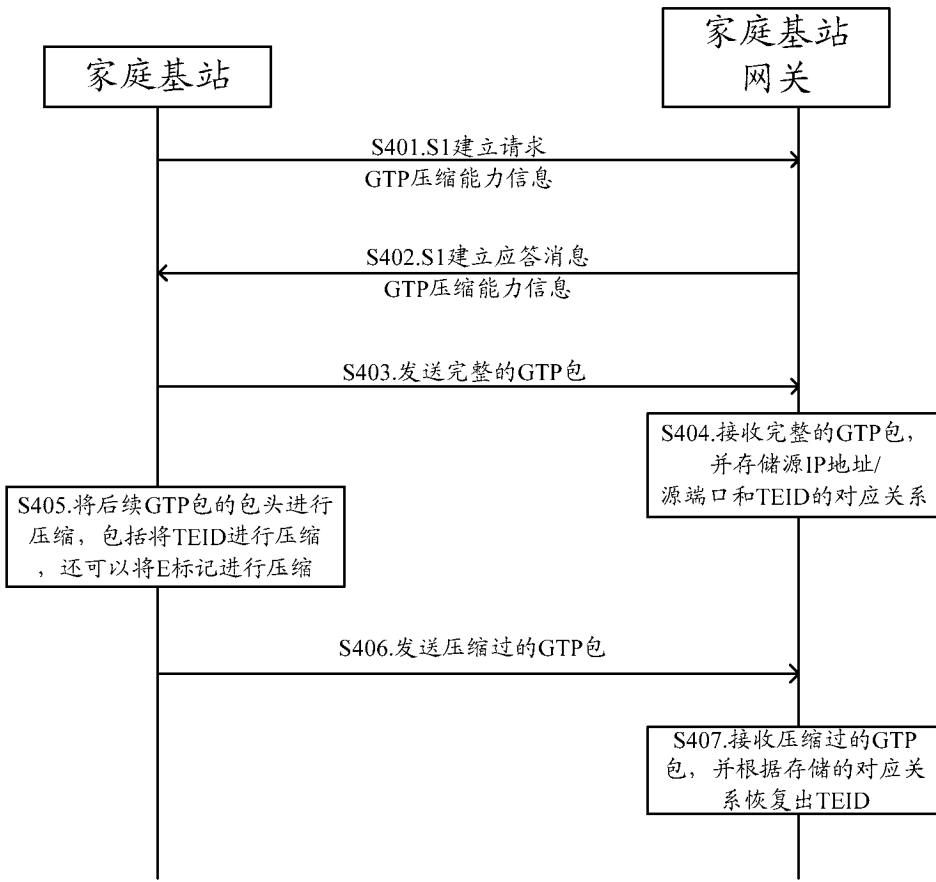 家庭基站
家庭基站
网关
S401.S1建立请求
GTP压缩能力信息
S402.S1建立应答消息
GTP压缩能力信息
S403.发送完整的GTP包
S404.接收完整的GTP包，
并存储源IP地址/
源端口和TEID的对应关系
S405.将后续GTP包的包头进行
压缩，包括将TEID进行压缩
，还可以将E标记进行压缩
S406.发送压缩过的GTP包
S407.接收压缩过的GTP
包，并根据存储的对应关
系恢复出TEID